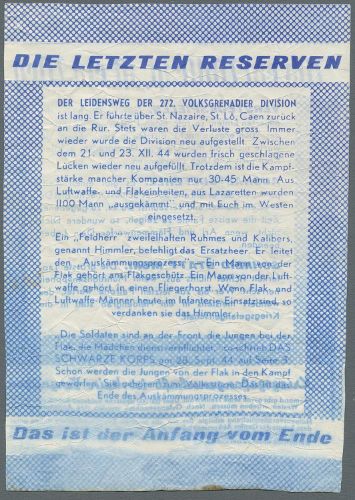 DIE LETZTEN RESERVEN
DER LEIDENSWEG DER 272. VOLKSGRENADIER DIVISION
ist lang. Er führte über St. Nazaire, St. Lô, Caen zurück
an die Rur. Stets waren die Verluste gross. Immer
wieder wurde die Division neu aufgestellt. Zwischen
dem 21. und 23. XII. 44 wurden frisch geschlagene
Lücken wieder neu aufgefüllt. Trotzdem ist die Kampf-
stärke mancher Kompanien nur 30-45 Mann. Aus
Luftwaffe- und Flakeinheiten, aus Lazaretten wurden
1100 Mann „ausgekämmt" und mit Euch im Westen
eingesetzt.
Ein „Feldherr" zweifelhaften Ruhmes und Kalibers,
genannt Himmler, befehligt das Ersatzheer. Er leitet
den „Auskämmungsprozess." — Ein Mann von der
Flak gehört ans Flakgeschütz. Ein Mann von der Luft-
waffe gehört in einen Fliegerhorst. Wenn Flak und
Luftwaffe Männer heute im Infanterie Einsatz sind, so
verdanken sie das Himmler.
„Die Soldaten sind an der Front, die Jungen bei der
Flak, die Mädchen dienstverpflichtet," schreibt DAS
SCHWARZE KORPS am 28. Sept. 44 auf Seite 3.
Schon werden die Jungen von der Flak in den Kampf
geworfen. Sie gehören zum Volkssturm. Das ist das
Ende des Auskämmungsprozesses.
Das ist der Anfang vom Ende